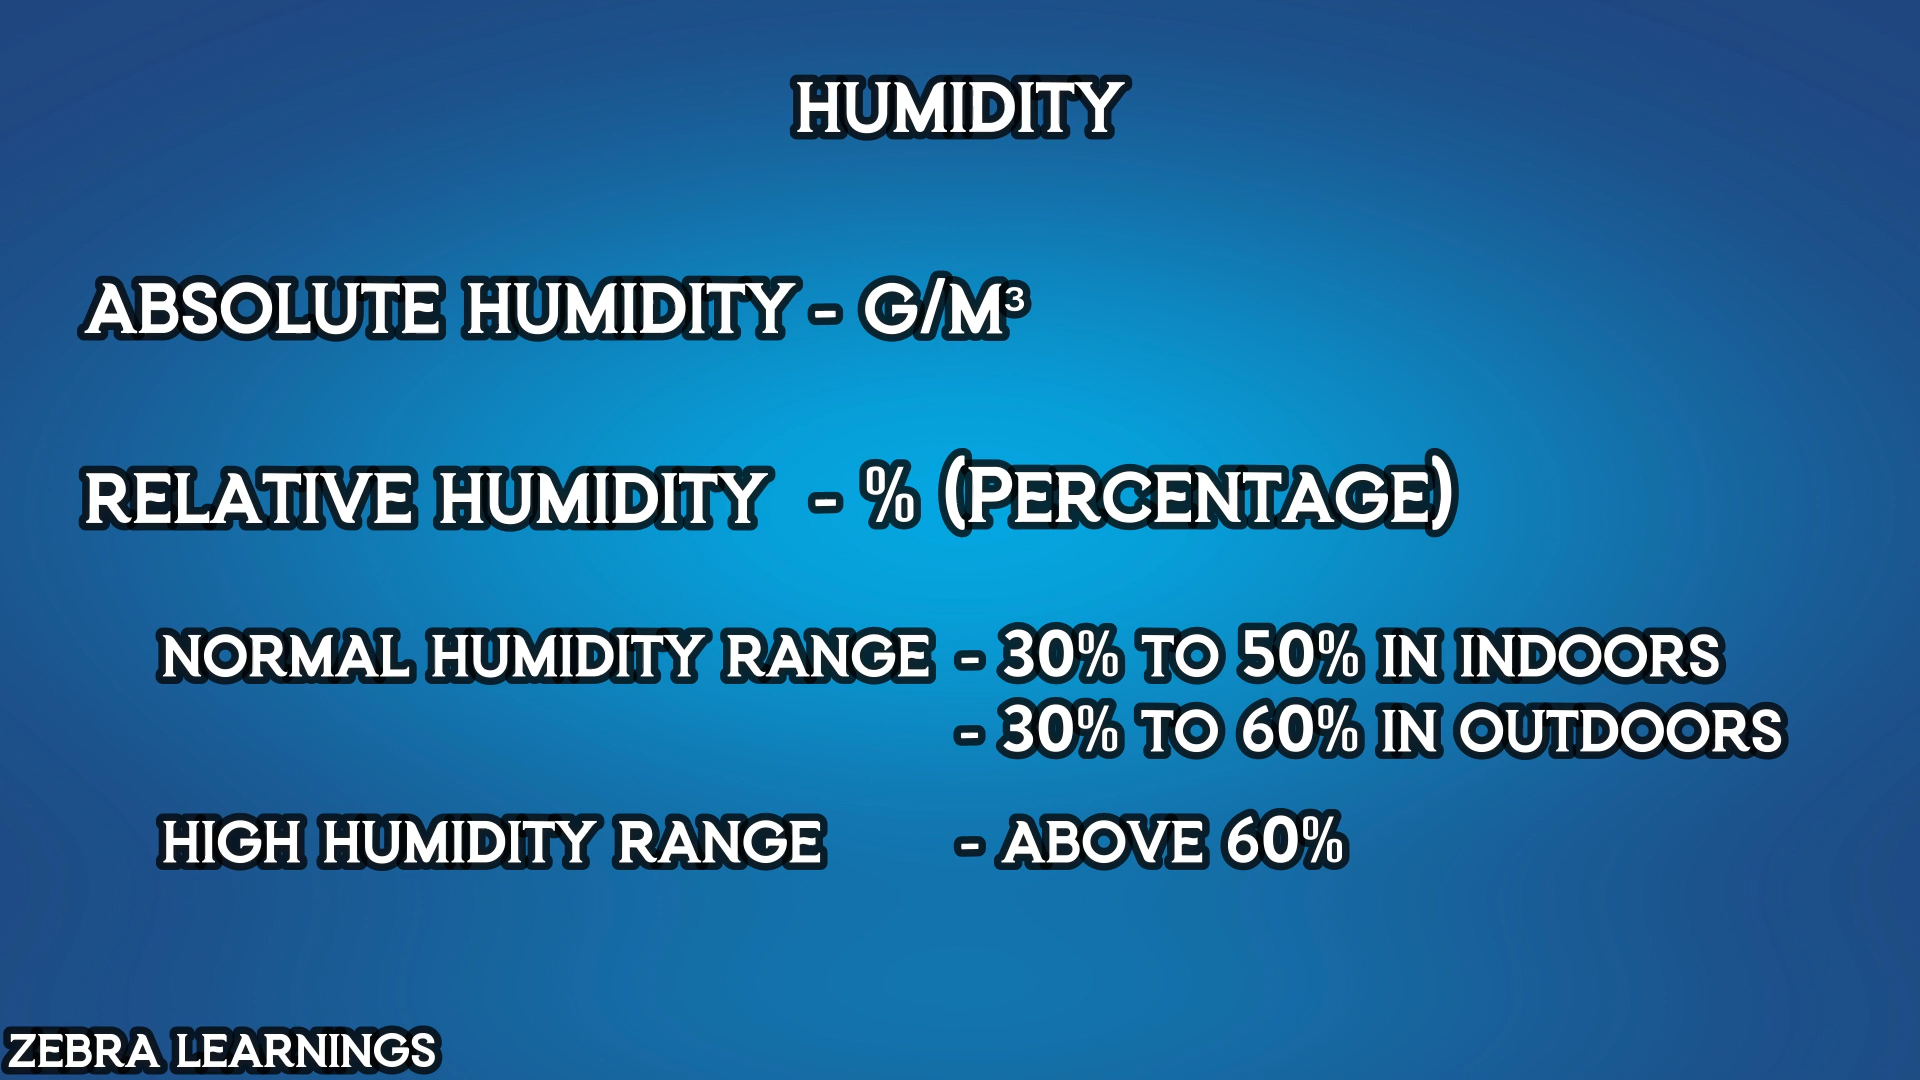 HUMIDITY
ABSOLUTE HUMIDITY - G/M³
RELATIVE HUMIDITY - % (PERCENTAGE)
NORMAL HUMIDITY RANGE - 30% TO 50% IN INDOORS
- 30% TO 60% IN OUTDOORS
HIGH HUMIDITY RANGE - ABOVE 60%
ZEBRA LEARNINGS